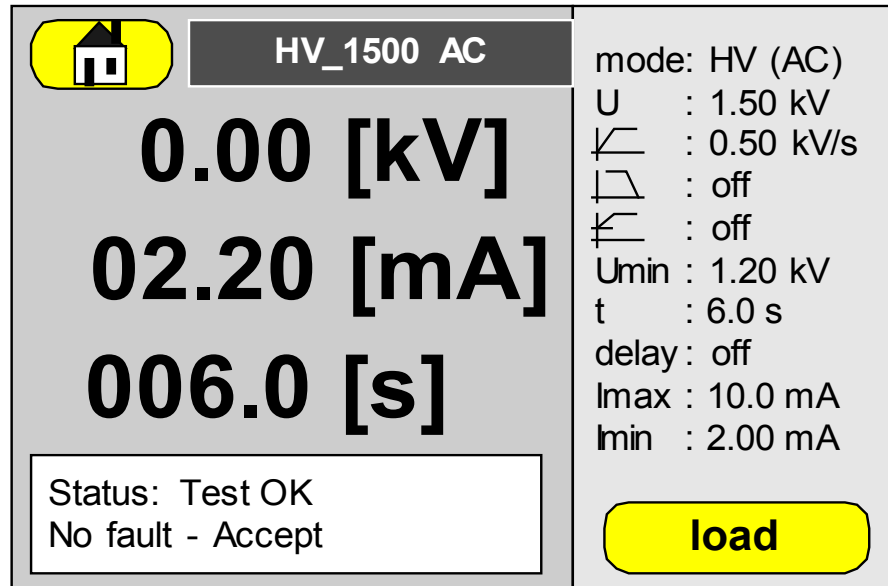 HV_1500 AC
0.00 [kV]
02.20 [mA]
006.0 [s]
Status: Test OK
No fault - Accept
mode: HV (AC)
U : 1.50 kV
: 0.50 kV/s
: off
: off
Umin : 1.20 kV
t : 6.0 s
delay : off
Imax : 10.0 mA
Imin : 2.00 mA
load